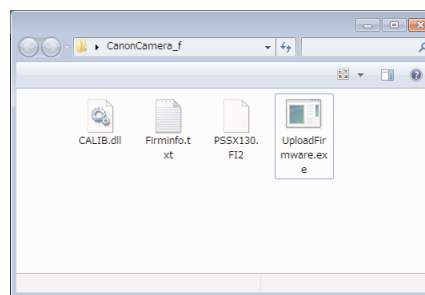 CanonCamera_f
CALIB.dll
Firminfo.t
xt
PSSX130.
FI2
UploadFir
mware.ex
e